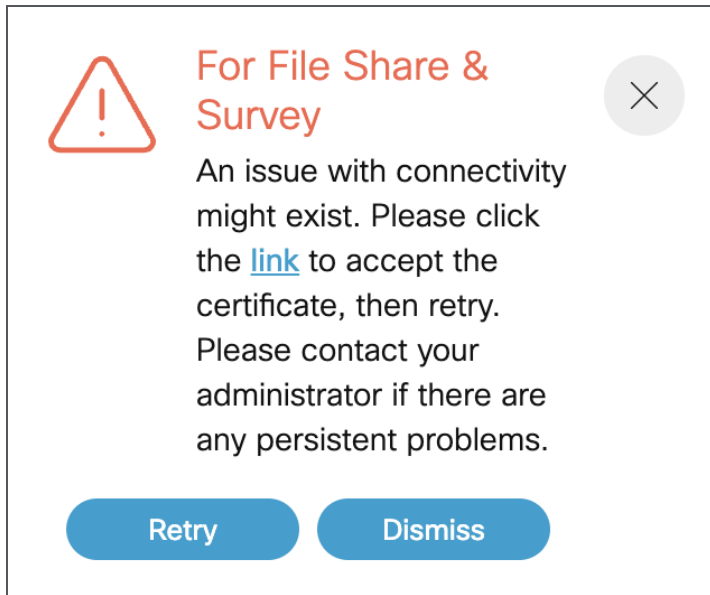 For File Share &
Survey
An issue with connectivity
might exist. Please click
the link to accept the
certificate, then retry.
Please contact your
administrator if there are
any persistent problems.
Retry
Dismiss